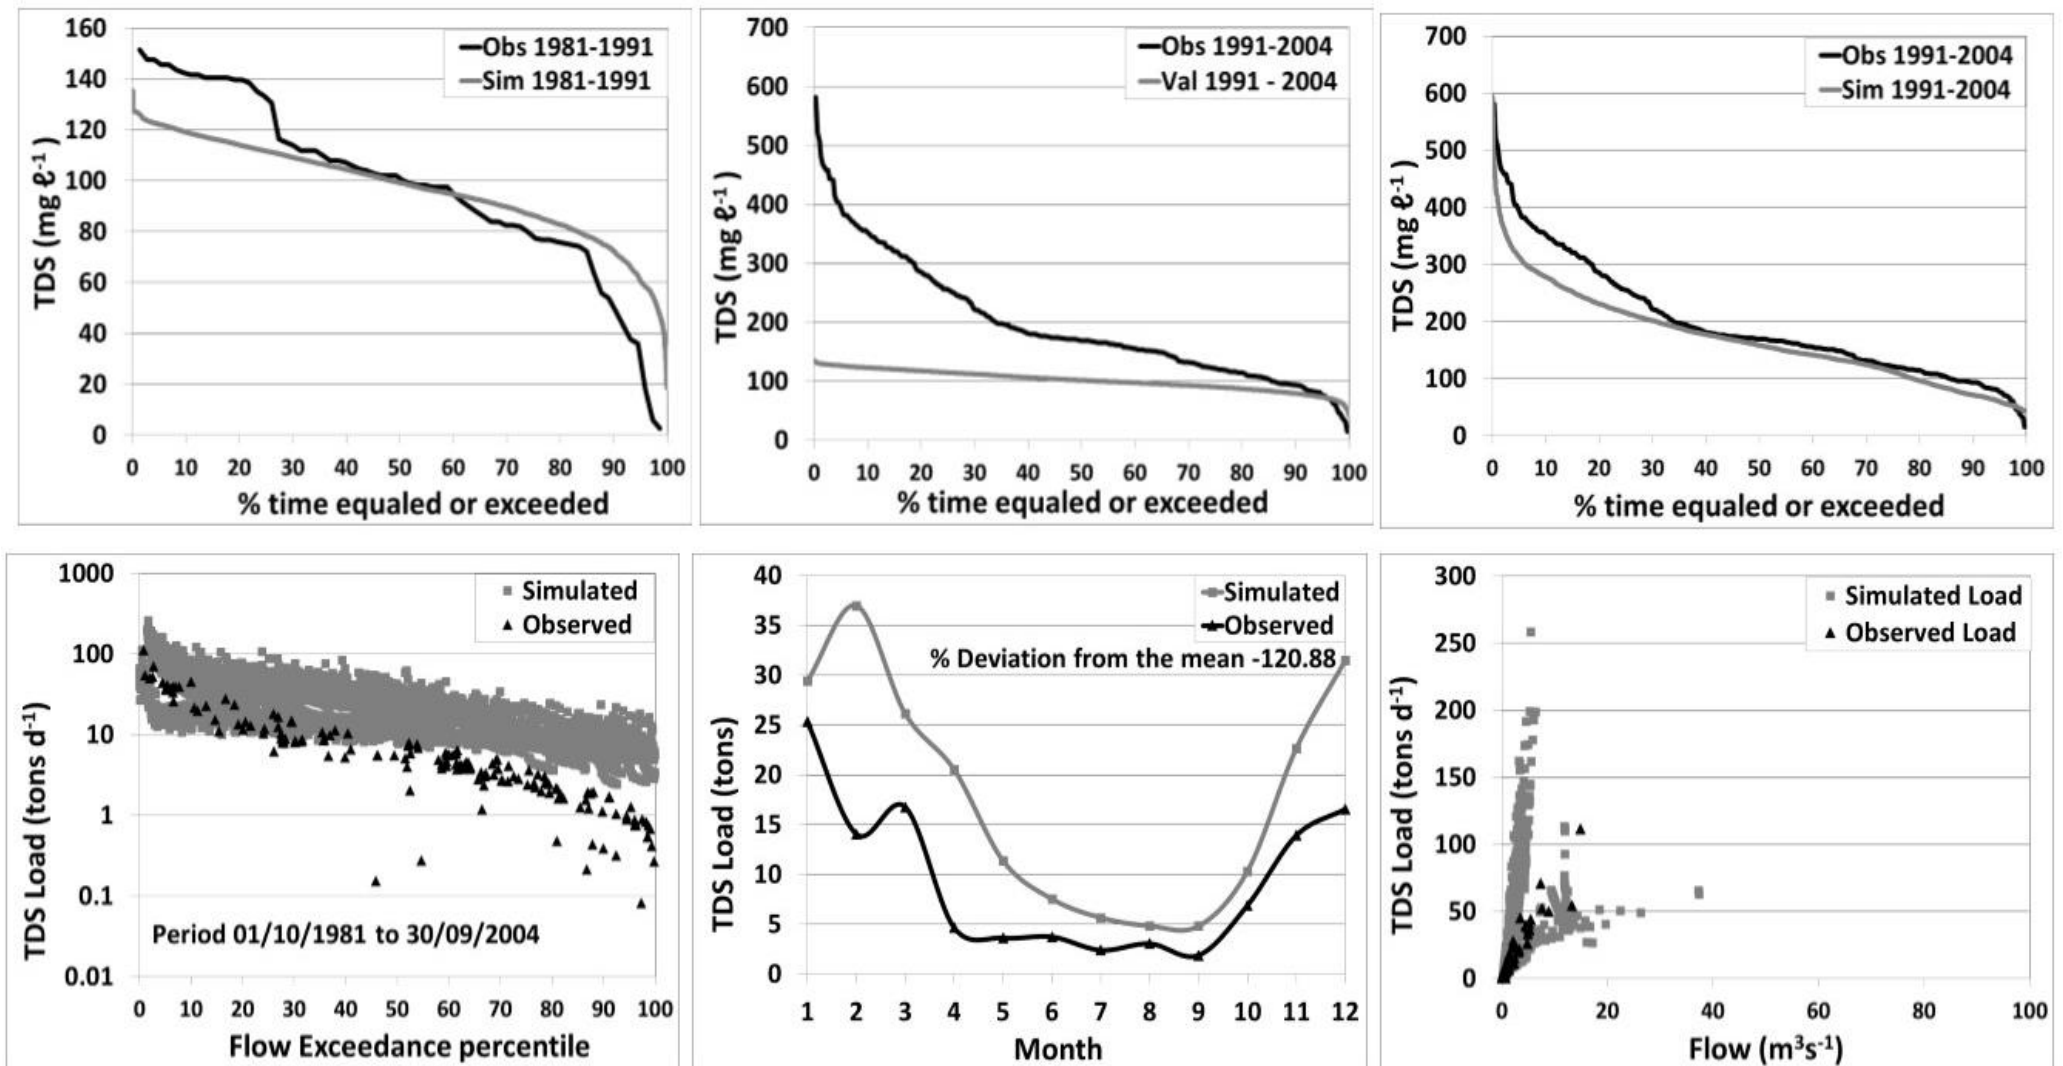 160
140
120
100
80
60
40
20
0
TDS (mg ℓ⁻¹ )
Obs 1981-1991
Sim 1981-1991
0 10 20 30 40 50 60 70 80 90 100
% time equaled or exceeded
700
600
500
400
300
200
100
0
TDS (mg ℓ⁻¹ )
Obs 1991-2004
Val 1991 - 2004
0 10 20 30 40 50 60 70 80 90 100
% time equaled or exceeded
700
600
500
400
300
200
100
0
TDS (mg ℓ⁻¹ )
Obs 1991-2004
Sim 1991-2004
0 10 20 30 40 50 60 70 80 90 100
% time equaled or exceeded
1000
100
10
1
0.1
0.01
TDS Load (tons d⁻¹)
Simulated
Observed
Period 01/10/1981 to 30/09/2004
0 10 20 30 40 50 60 70 80 90 100
Flow Exceedance percentile
40
35
30
25
20
15
10
5
0
TDS Load (tons)
Simulated
Observed
% Deviation from the mean -120.88
1 2 3 4 5 6 7 8 9 10 11 12
Month
300
250
200
150
100
50
0
TDS Load (tons d⁻¹)
Simulated Load
Observed Load
0 20 40 60 80 100
Flow (m³s⁻¹)